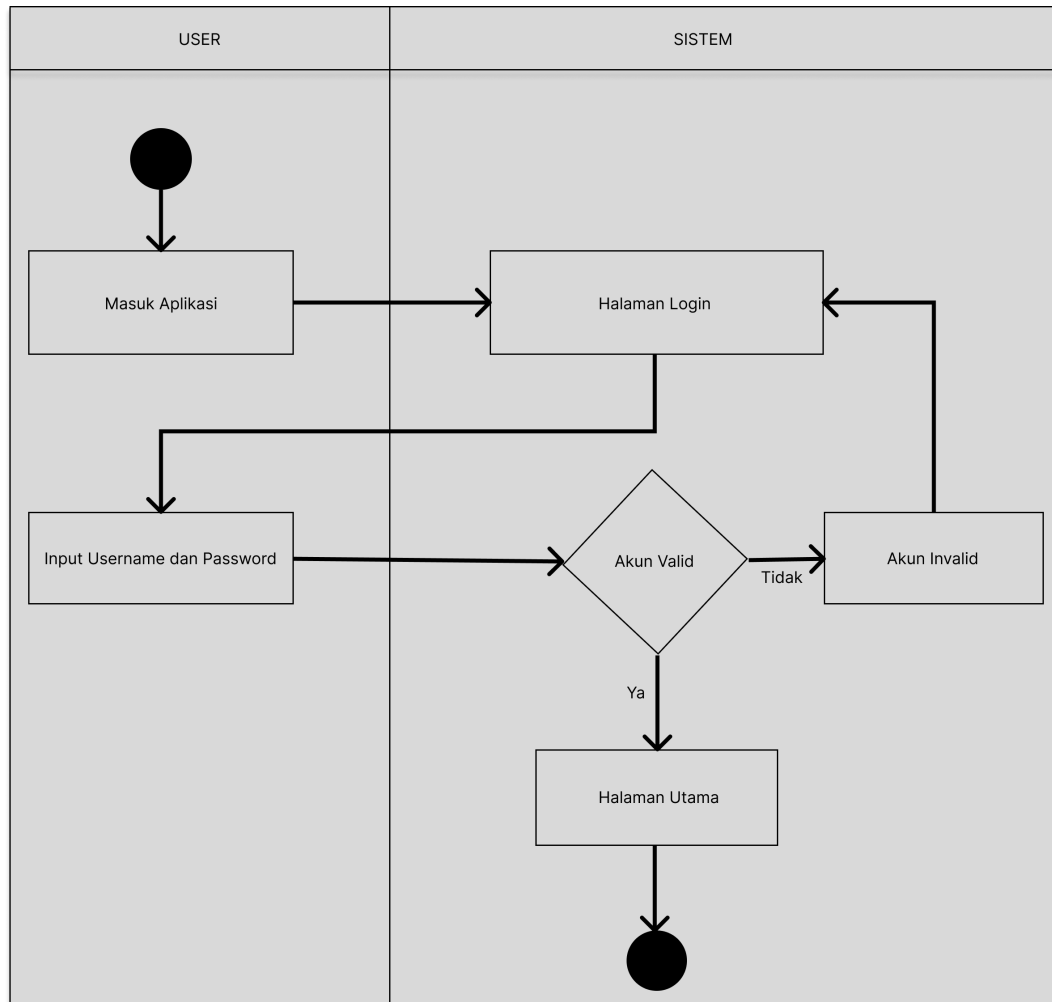 USER
SISTEM
Masuk Aplikasi
Halaman Login
Input Username dan Password
Akun Valid
Tidak
Akun Invalid
Ya
Halaman Utama